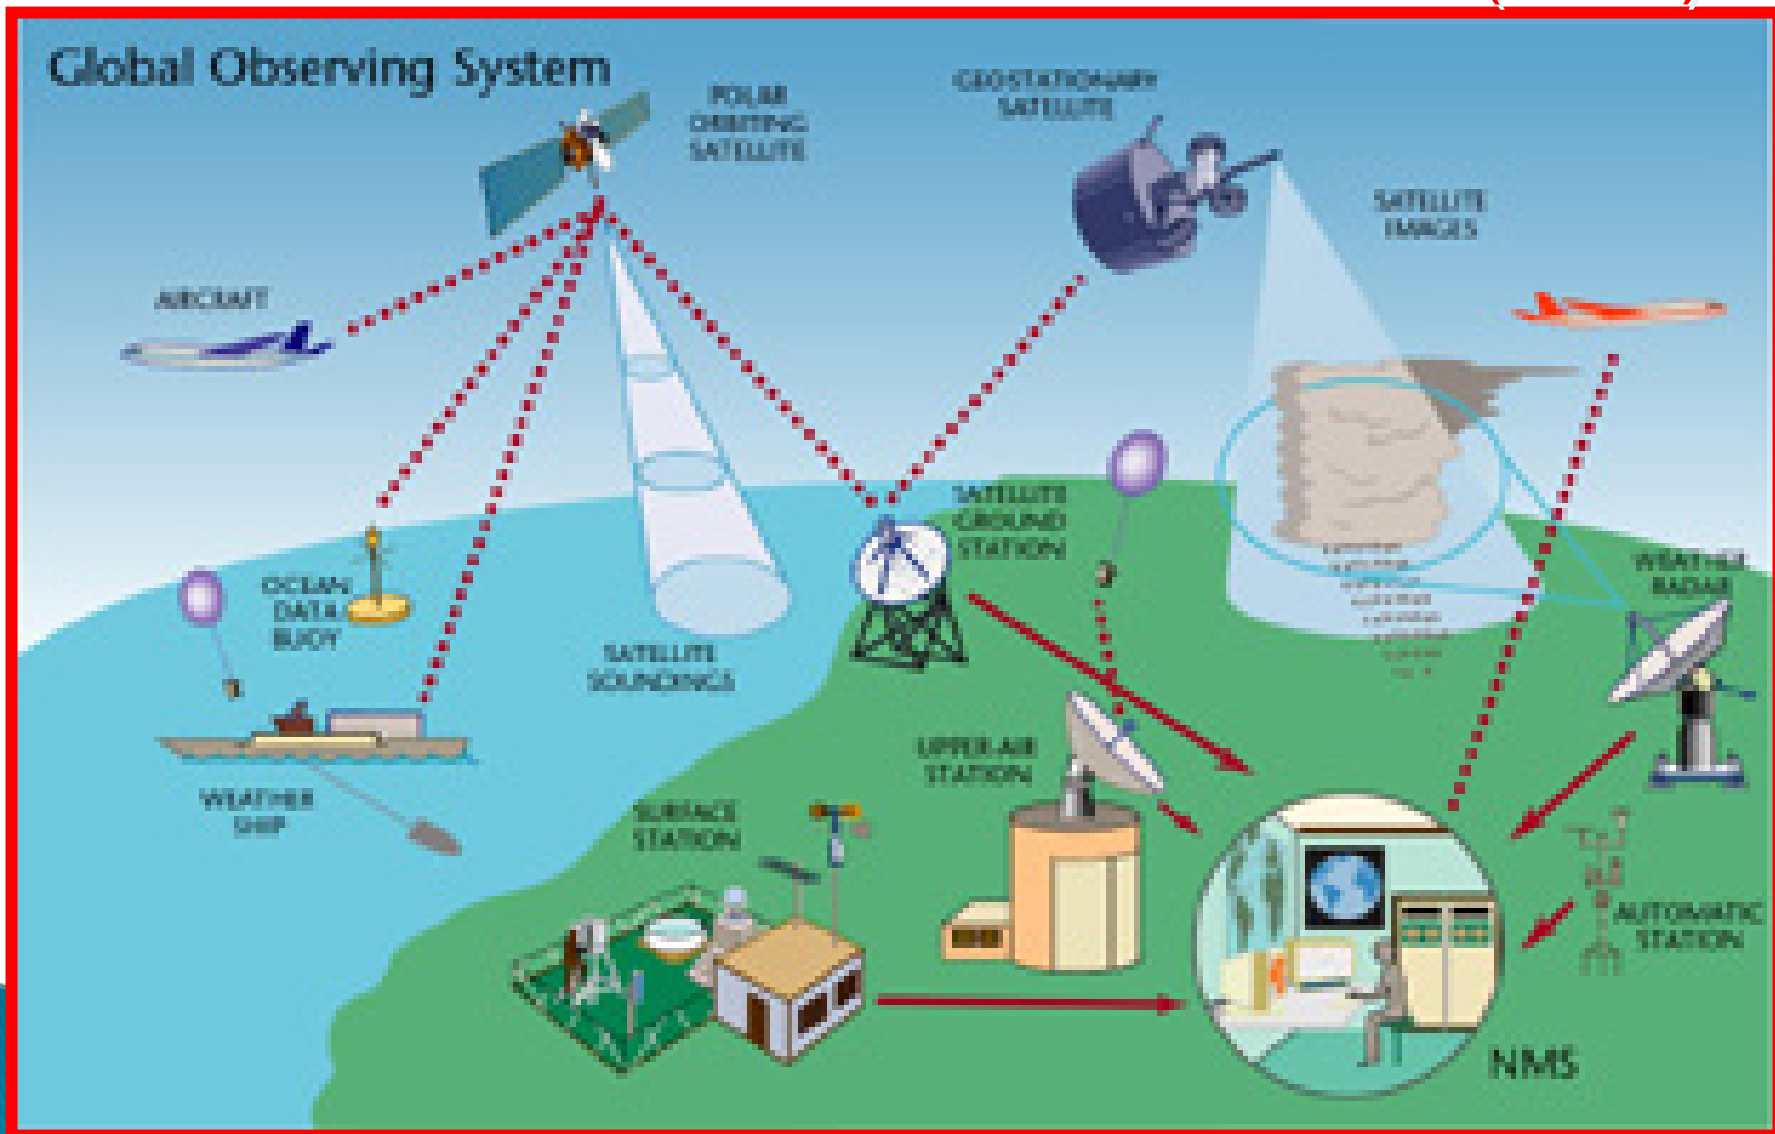 Global Observing System
POLAR
ORBITING
SATELLITE
GEOSTATIONARY
SATELLITE
SATELLITE
IMAGES
AIRCRAFT
SATELLITE
GROUND
STATION
WEATHER
RADAR
OCEAN
DATA
BUOY
SATELLITE
SOUNDINGS
UPPER-AIR
STATION
WEATHER
SHIP
SURFACE
STATION
AUTOMATIC
STATION
NMS